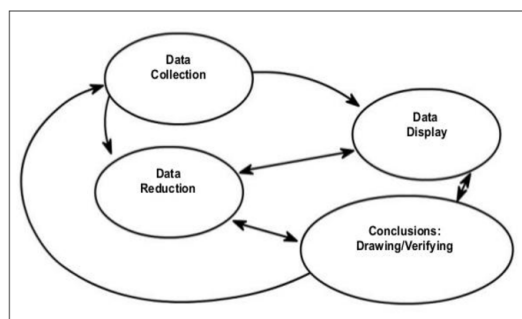 Data
Collection
Data
Display
Data
Reduction
Conclusions:
Drawing/Verifying